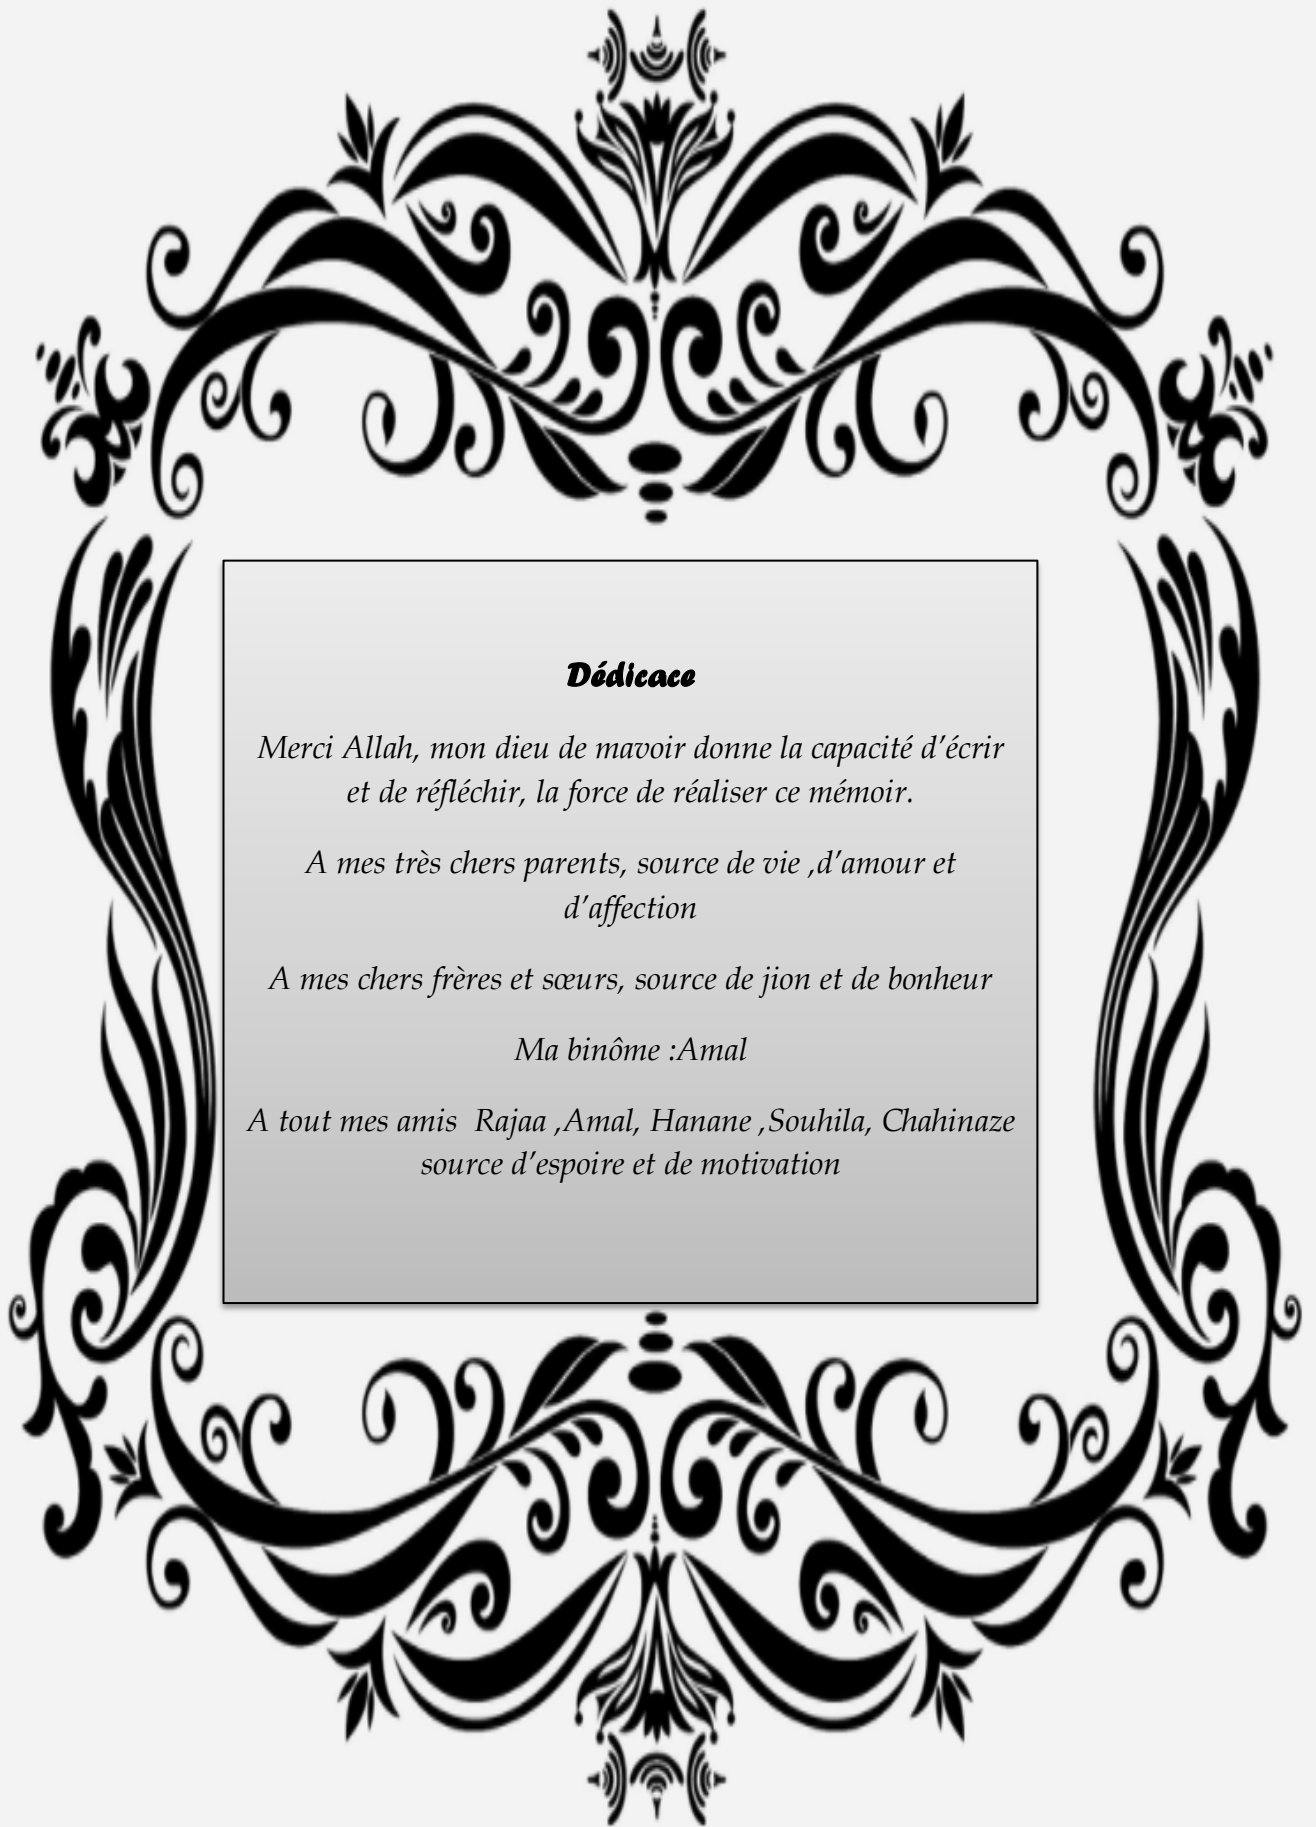 Dédicace
Merci Allah, mon dieu de mavoir donne la capacité d'écrir
et de réfléchir, la force de réaliser ce mémoir.
A mes très chers parents, source de vie ,d'amour et
d'affection
A mes chers frères et sœurs, source de jion et de bonheur
Ma binôme :Amal
A tout mes amis  Rajaa ,Amal, Hanane ,Souhila, Chahinaze
source d'espoire et de motivation